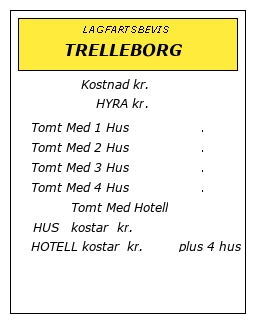 LAGFARTSBEVIS
TRELLEBORG
Kostnad kr.
HYRA kr.
Tomt Med 1 Hus .
Tomt Med 2 Hus .
Tomt Med 3 Hus .
Tomt Med 4 Hus .
Tomt Med Hotell
HUS kostar kr.
HOTELL kostar kr. plus 4 hus